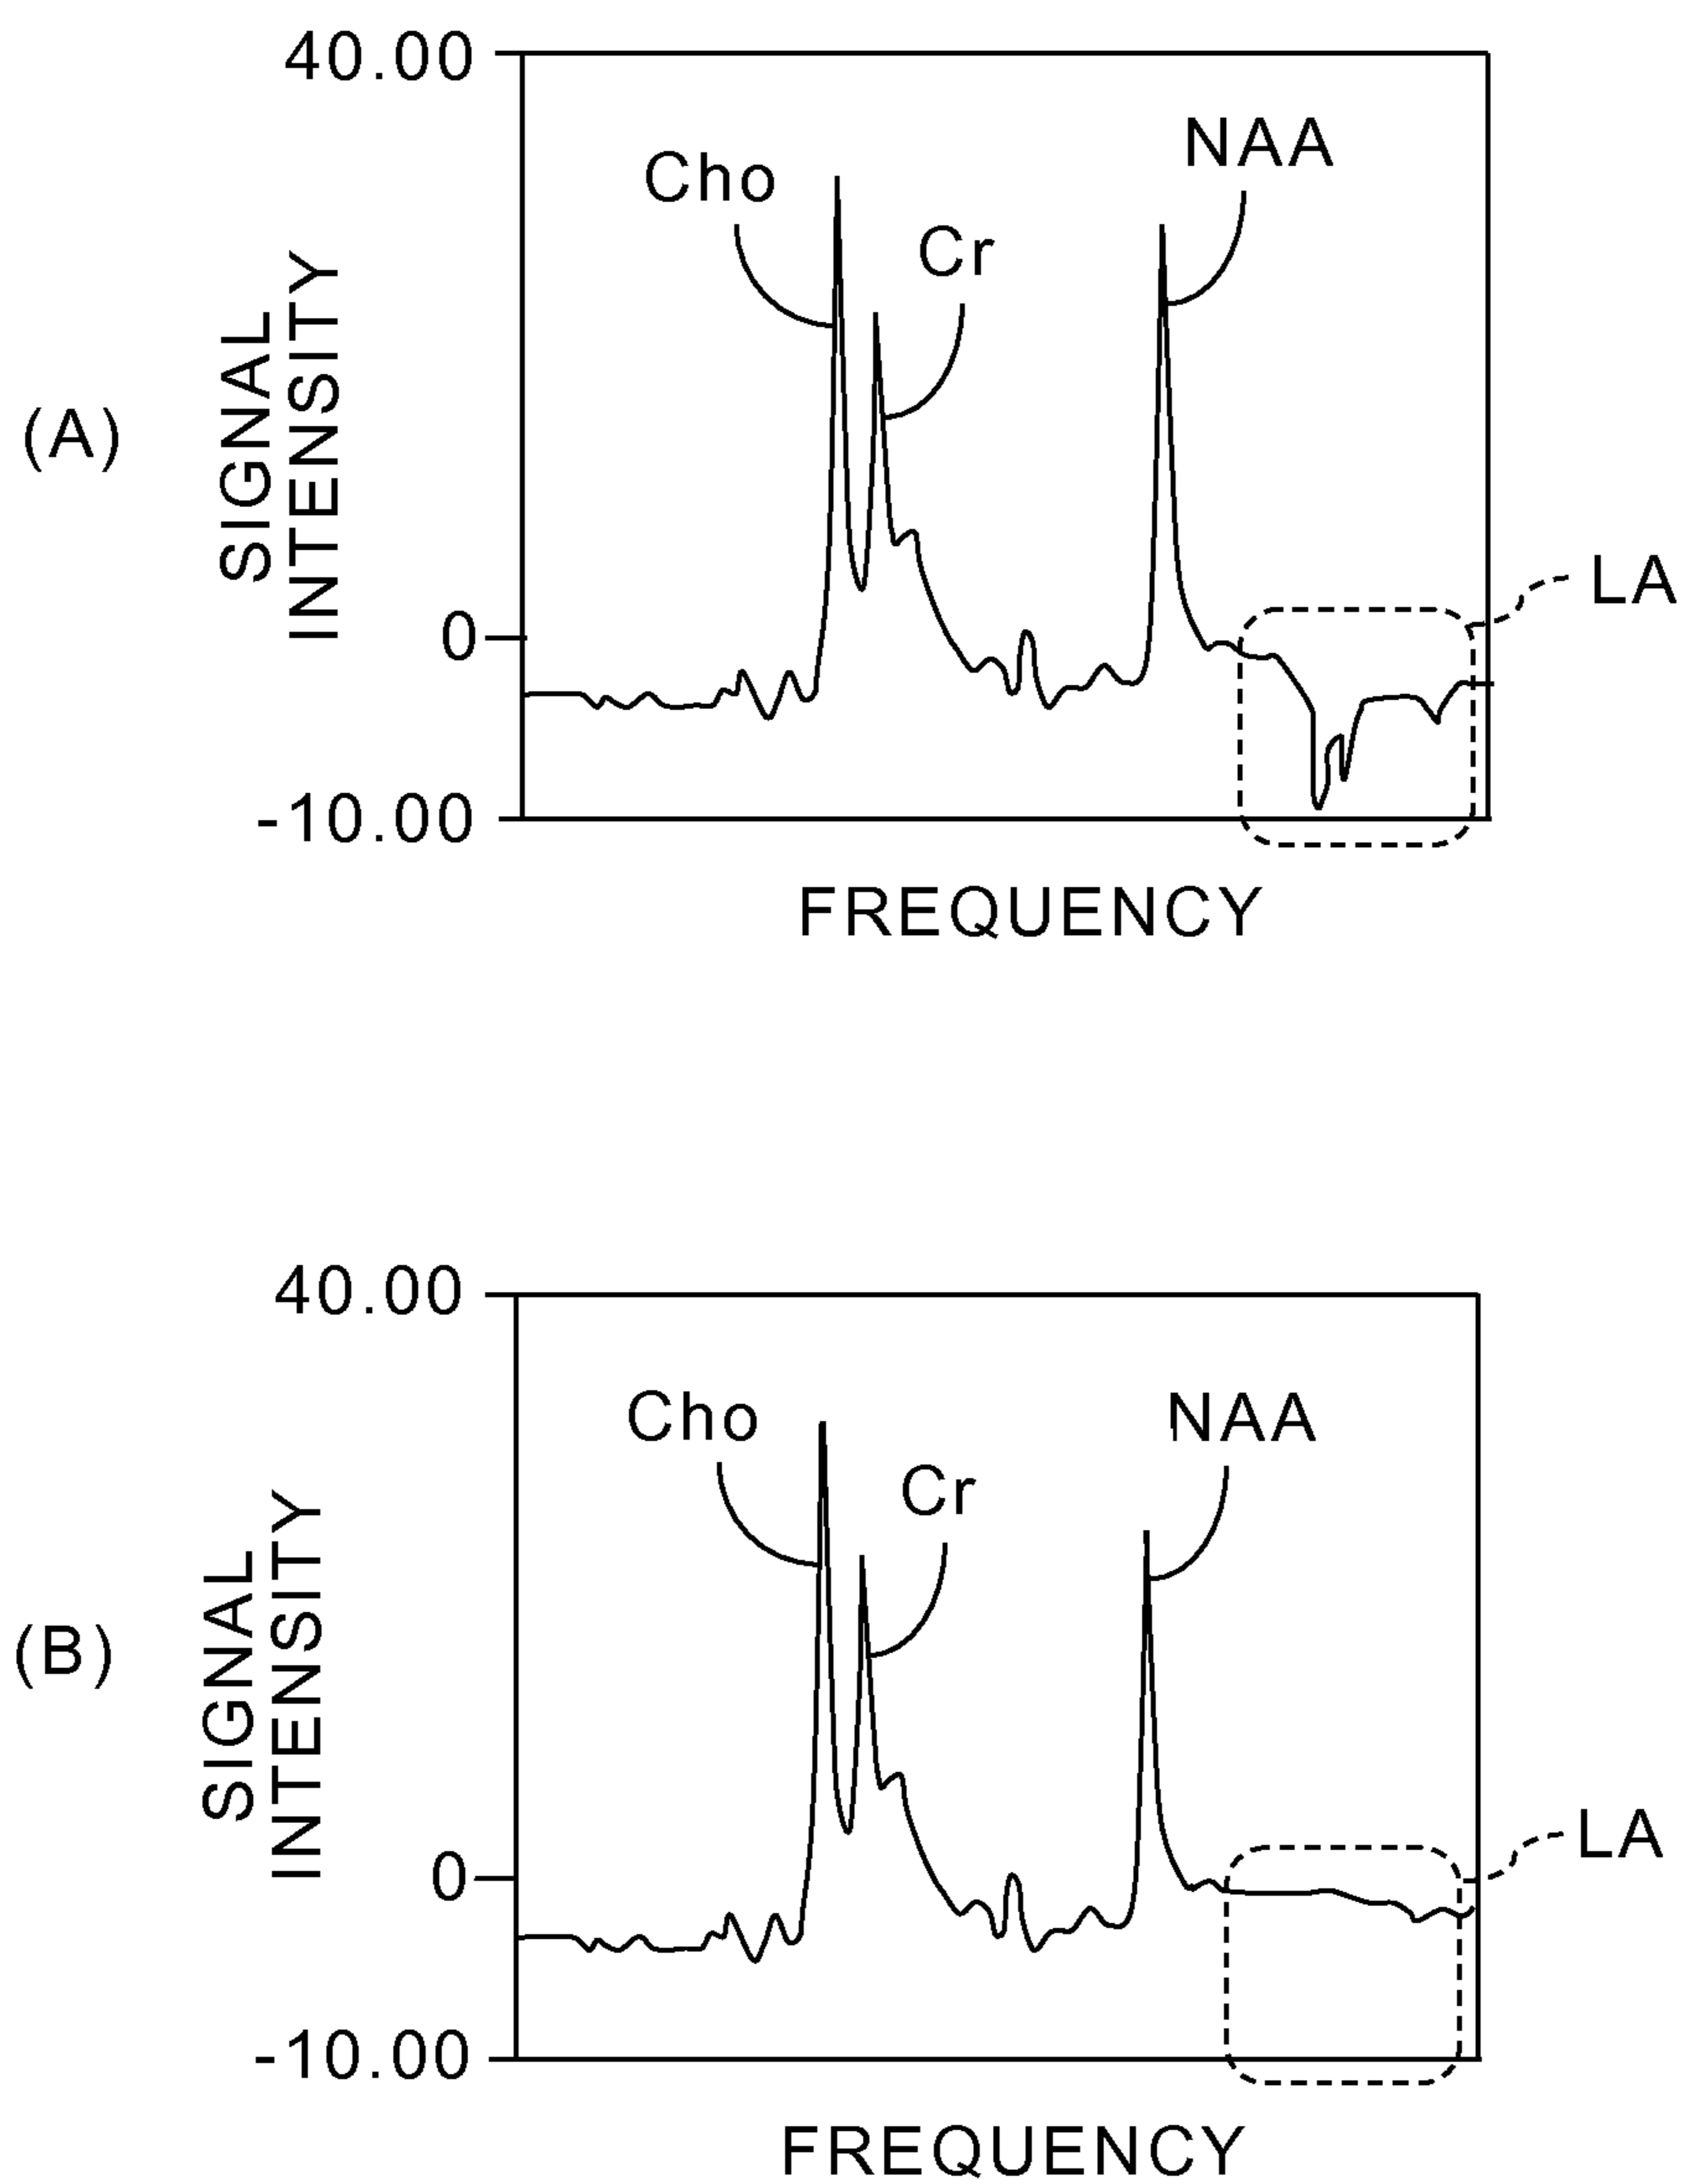 40.00
NAA
Cho
Cr
SIGNAL
INTENSITY
(A)
LA
0
-10.00
FREQUENCY
40.00
Cho
NAA
Cr
SIGNAL
INTENSITY
(B)
LA
0
-10.00
FREQUENCY